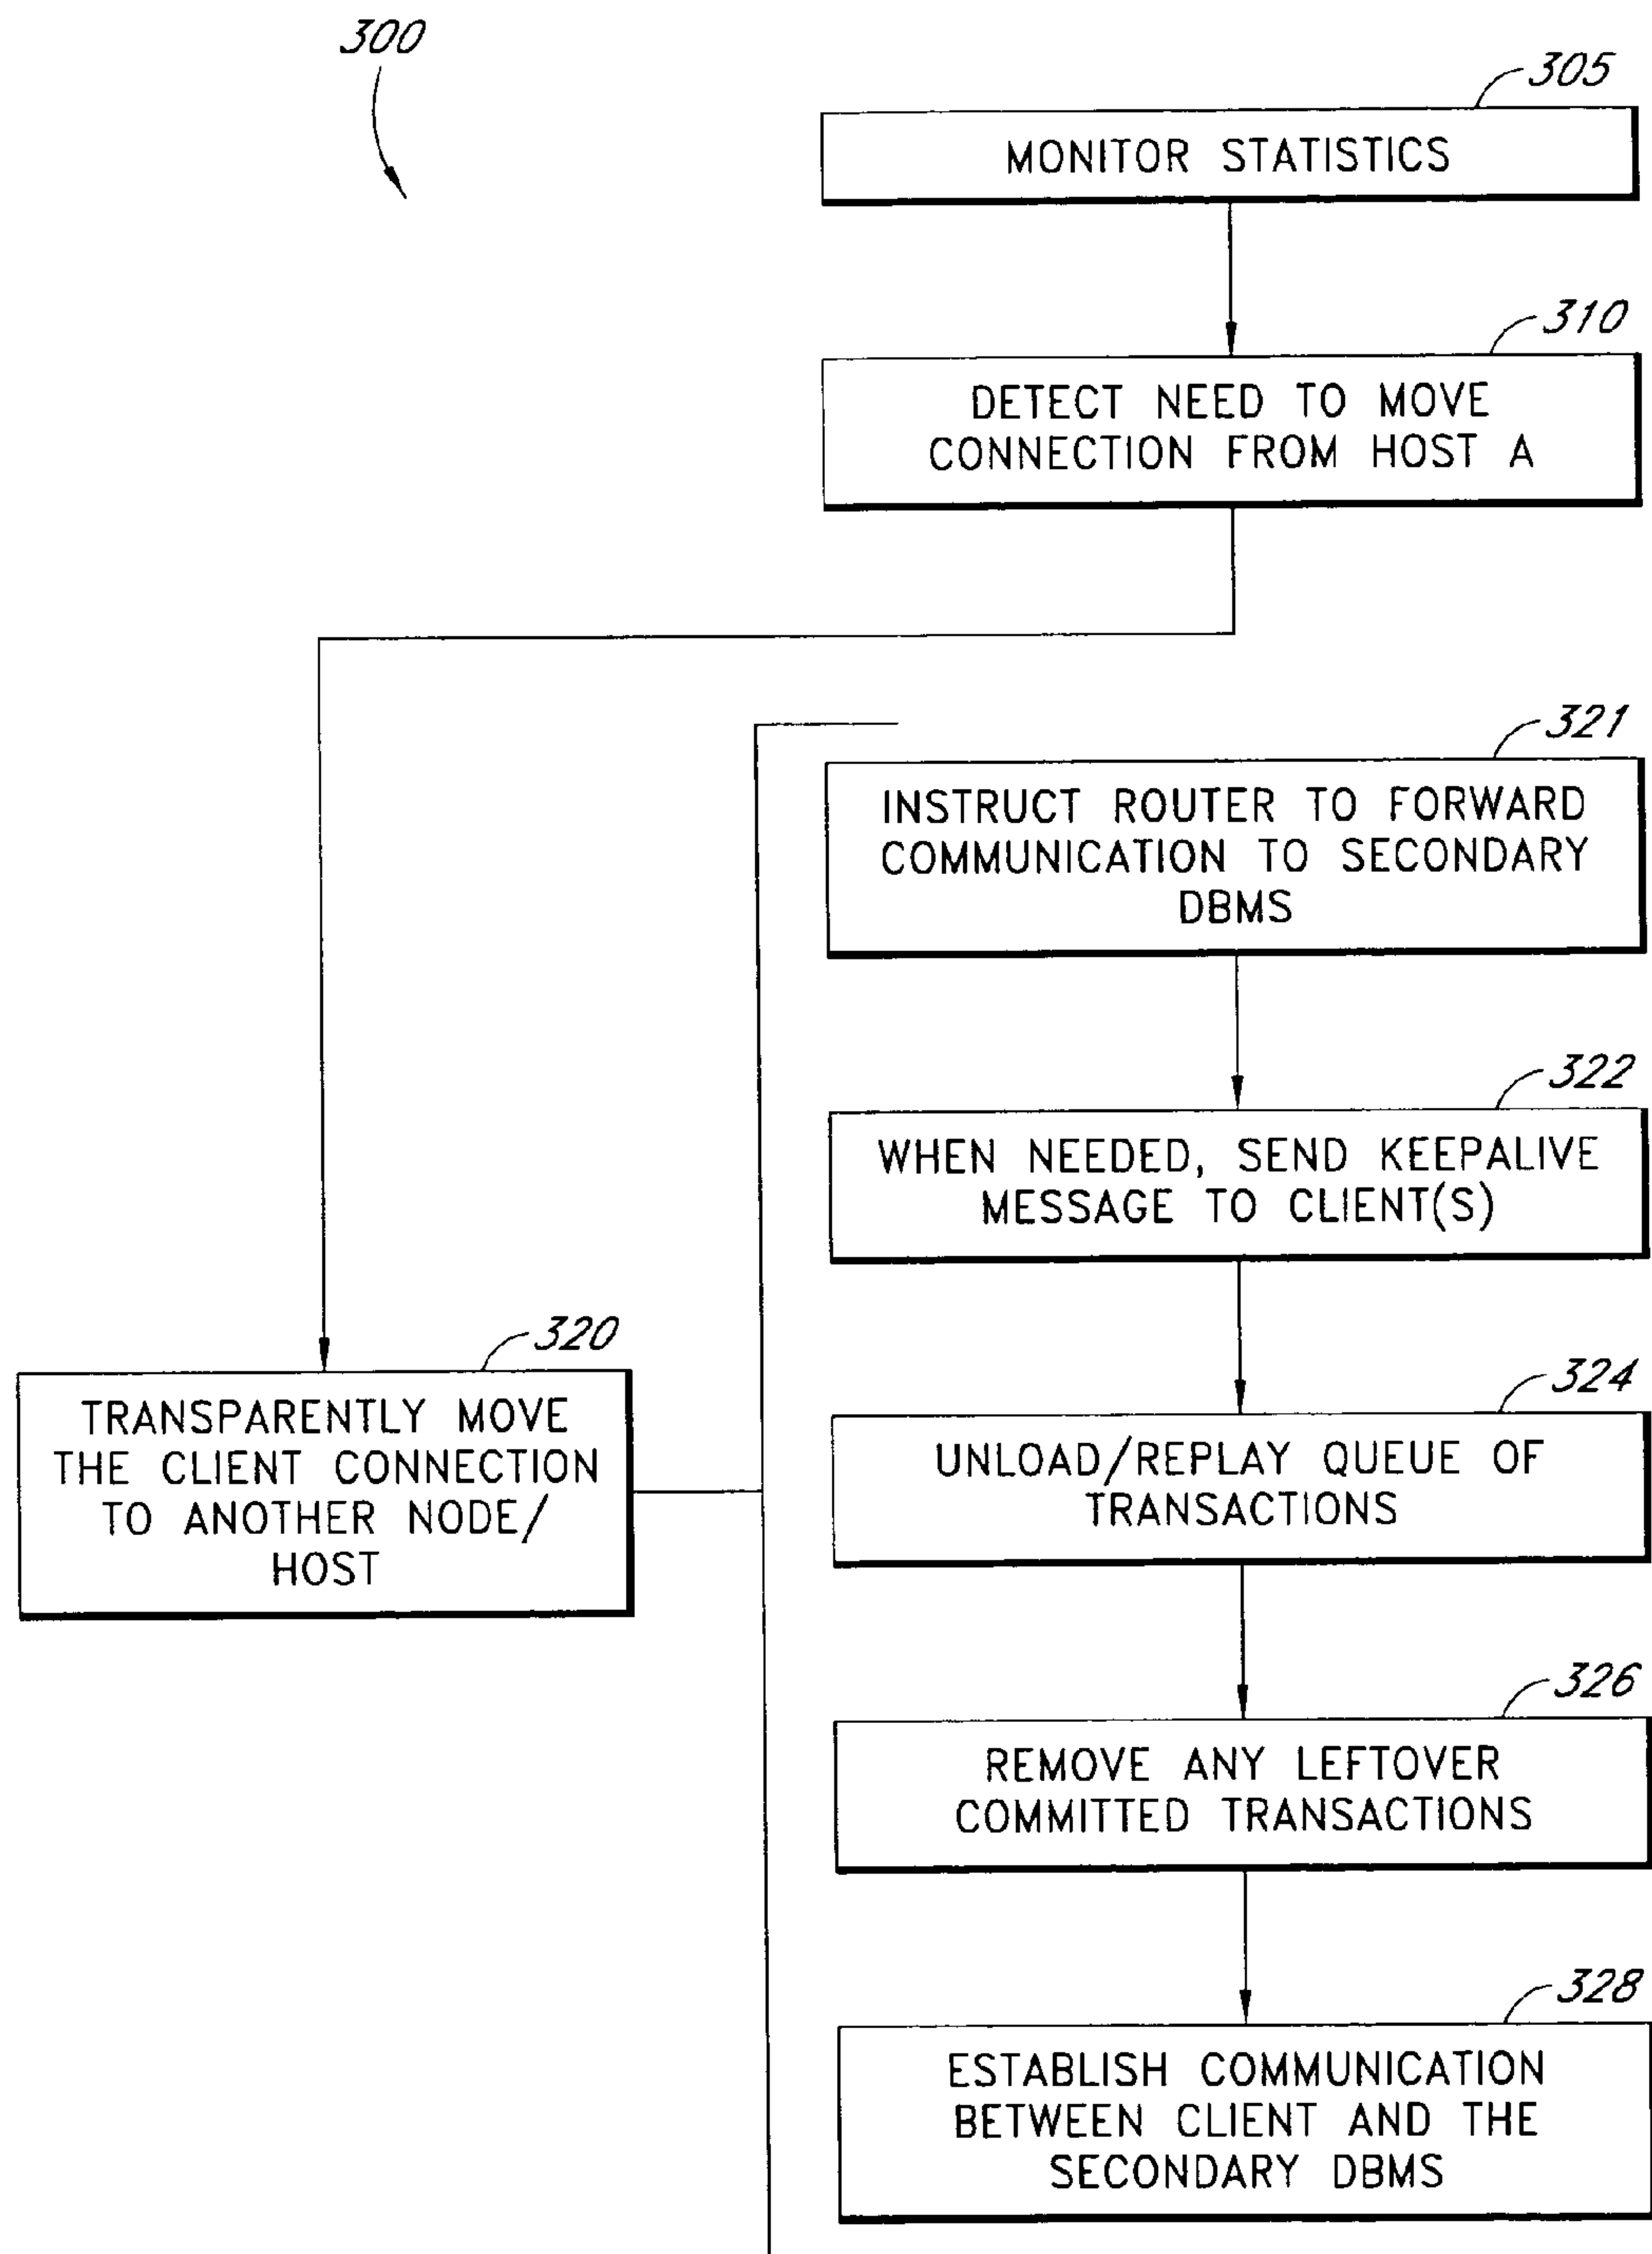 300
305
MONITOR STATISTICS
310
DETECT NEED TO MOVE
CONNECTION FROM HOST A
321
INSTRUCT ROUTER TO FORWARD
COMMUNICATION TO SECONDARY
DBMS
322
WHEN NEEDED, SEND KEEPALIVE
MESSAGE TO CLIENT(S)
320
TRANSPARENTLY MOVE
THE CLIENT CONNECTION
TO ANOTHER NODE/
HOST
324
UNLOAD/REPLAY QUEUE OF
TRANSACTIONS
326
REMOVE ANY LEFTOVER
COMMITTED TRANSACTIONS
328
ESTABLISH COMMUNICATION
BETWEEN CLIENT AND THE
SECONDARY DBMS